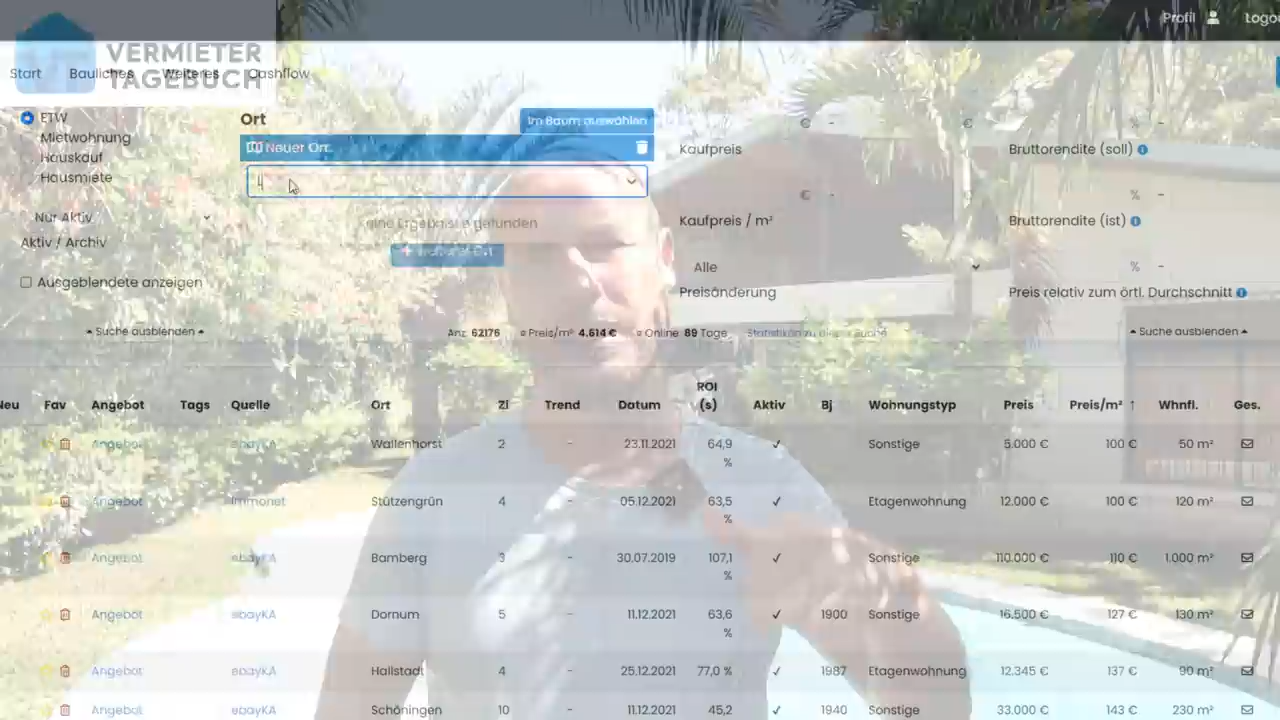 Profil
VERMIETER
TAGEBUCH
Start Bauliches Weiteres Cashflow
ETW
Mietwohnung
Hauskauf
Hausmiete
Nur Aktiv
Aktiv / Archiv
Ausgeblendete anzeigen
Ort
Im Baum auswählen
Neuer Ort
€ - € % -
Kaufpreis Bruttorendite (soll)
€ - % -
Kaufpreis / m² Bruttorendite (ist)
Alle % -
Preisänderung Preis relativ zum örtl. Durchschnitt
Suche ausblenden Anz: 62176 Preis/m²: 4.614 € Online: 89 Tage Statistiken zu dieser Suche Suche ausblenden
Neu Fav Angebot Tags Quelle Ort Zi Trend Datum ROI (s) Aktiv Bj Wohnungstyp Preis Preis/m² ↑ Whnfl. Ges.
Angebot ebayKA Wallenhorst 2 - 23.11.2021 64,9 % ✓ Sonstige 5.000 € 100 € 50 m²
Angebot Immonet Stützengrün 4 - 05.12.2021 63,5 % ✓ Etagenwohnung 12.000 € 100 € 120 m²
Angebot ebayKA Bamberg 3 - 30.07.2019 107,1 % ✓ Sonstige 110.000 € 110 € 1.000 m²
Angebot ebayKA Dornum 5 - 11.12.2021 63,6 % ✓ 1900 Sonstige 16.500 € 127 € 130 m²
Angebot ebayKA Hallstadt 4 - 25.12.2021 77,0 % ✓ 1987 Etagenwohnung 12.345 € 137 € 90 m²
Angebot ebayKA Schöningen 10 - 11.12.2021 45,2 ✓ 1940 Sonstige 33.000 € 143 € 230 m²